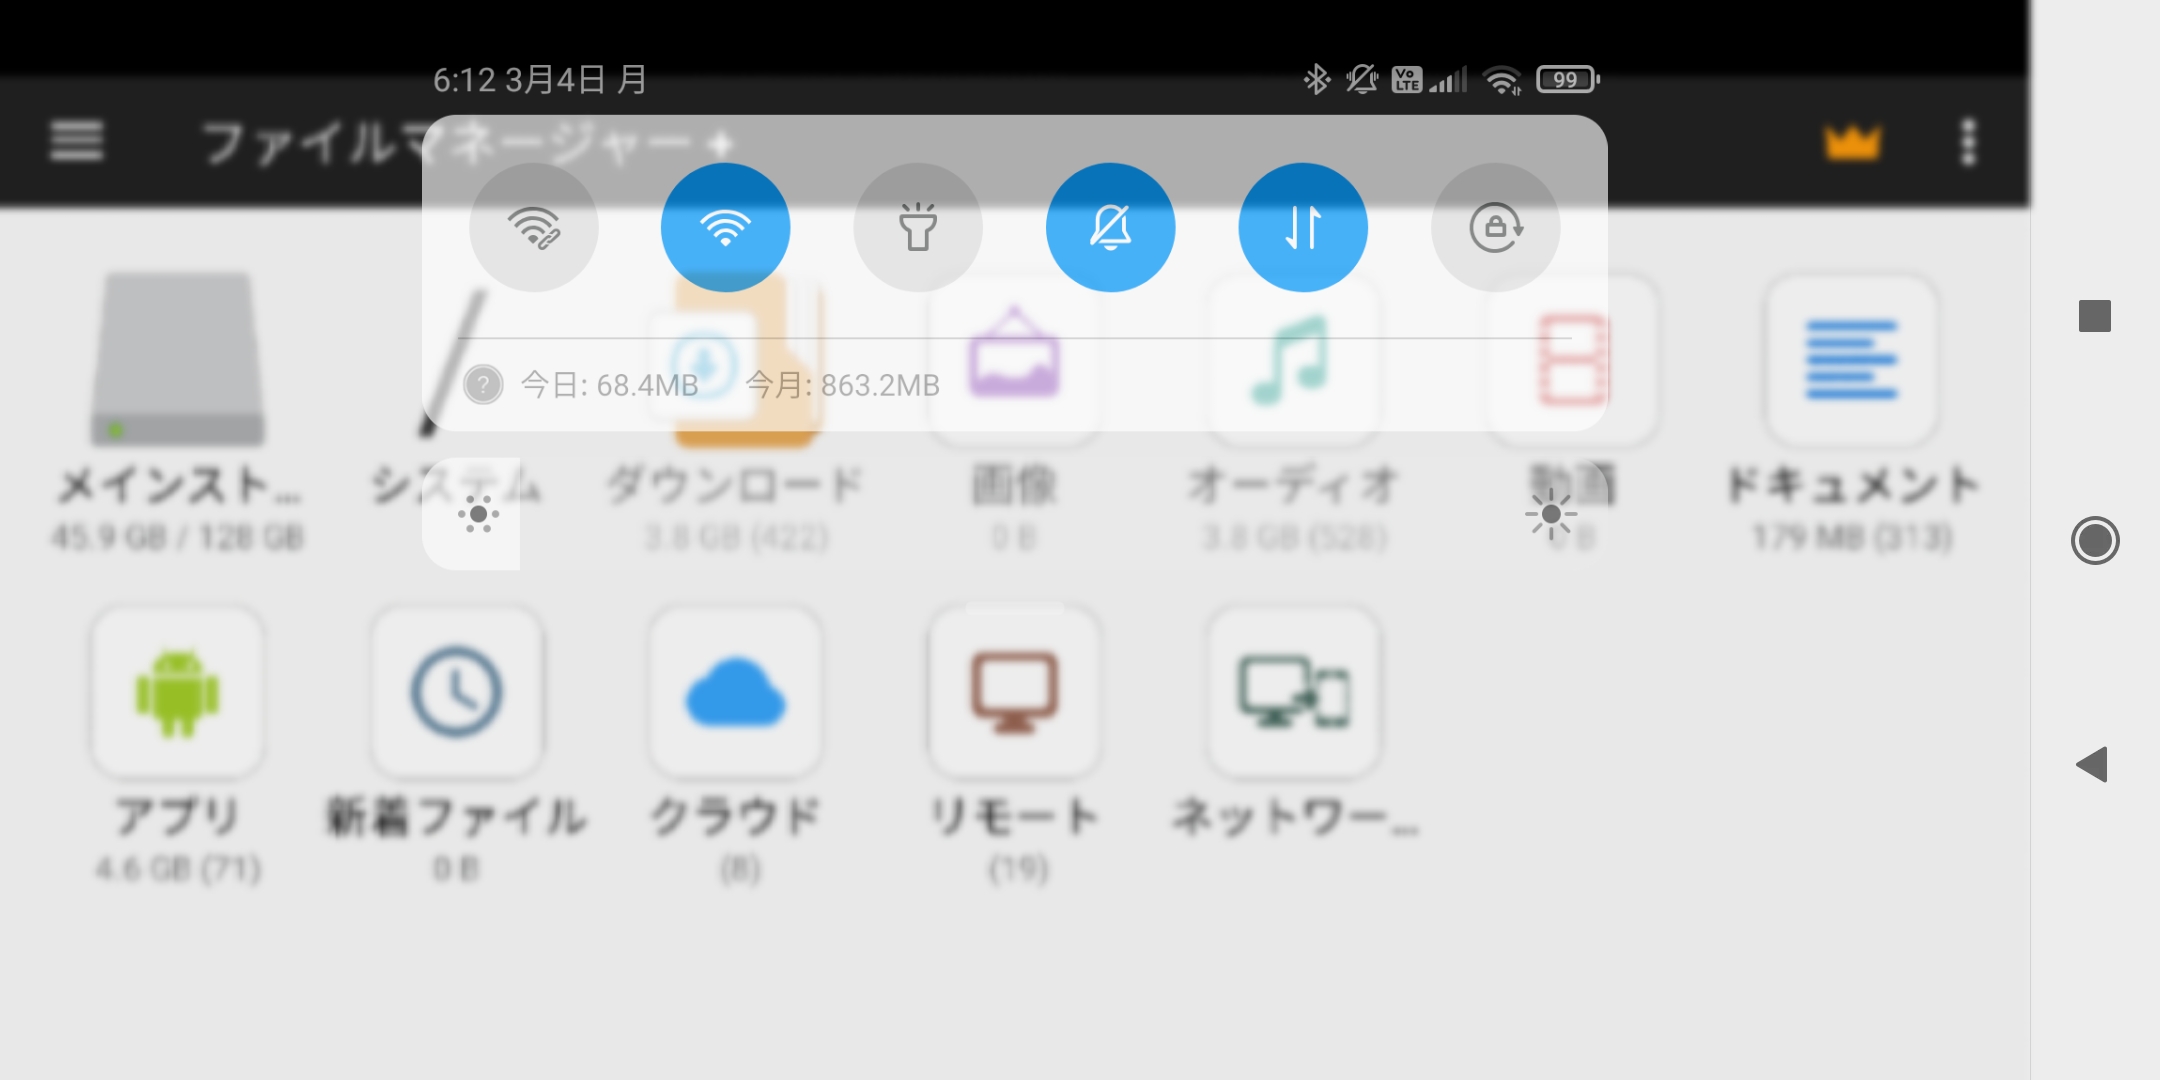 6:12 3月4日 月
Vo LTE
99
ファイルマネージャー +
? 今日: 68.4MB 今月: 863.2MB
メインスト... システム ダウンロード 画像 オーディオ 動画 ドキュメント
45.9 GB / 128 GB 3.8 GB (422) 0 B 3.8 GB (528) 0 B 179 MB (313)
アプリ 新着ファイル クラウド リモート ネットワー...
4.6 GB (71) 0 B (8) (19)